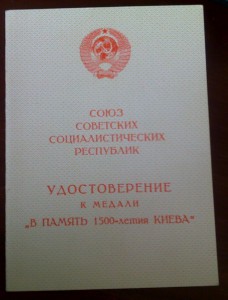 СОЮЗ
СОВЕТСКИХ
СОЦИАЛИСТИЧЕСКИХ
РЕСПУБЛИК
УДОСТОВЕРЕНИЕ
К МЕДАЛИ
„В ПАМЯТЬ 1500-летия КИЕВА“